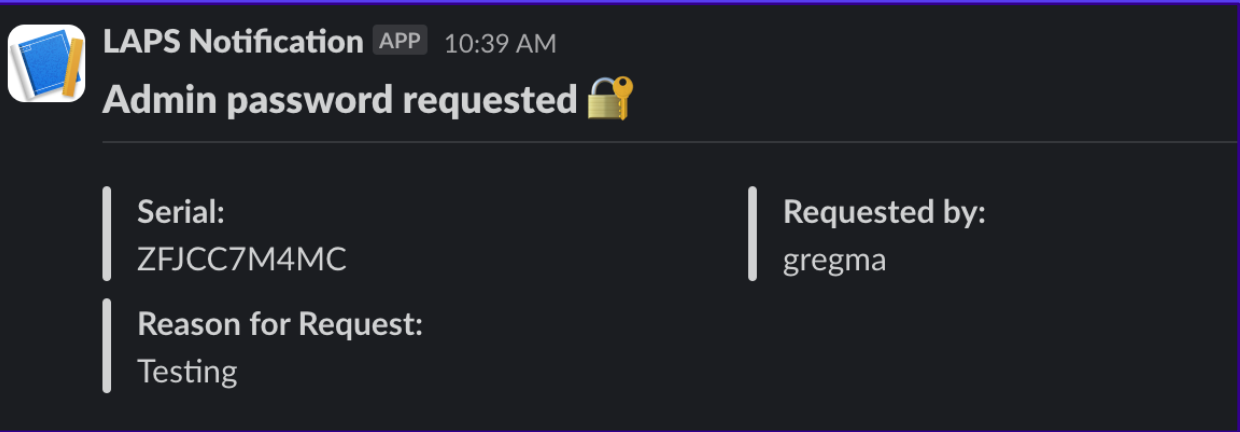 LAPS Notification APP 10:39 AM
Admin password requested
Serial:
ZFJCC7M4MC
Requested by:
gregma
Reason for Request:
Testing